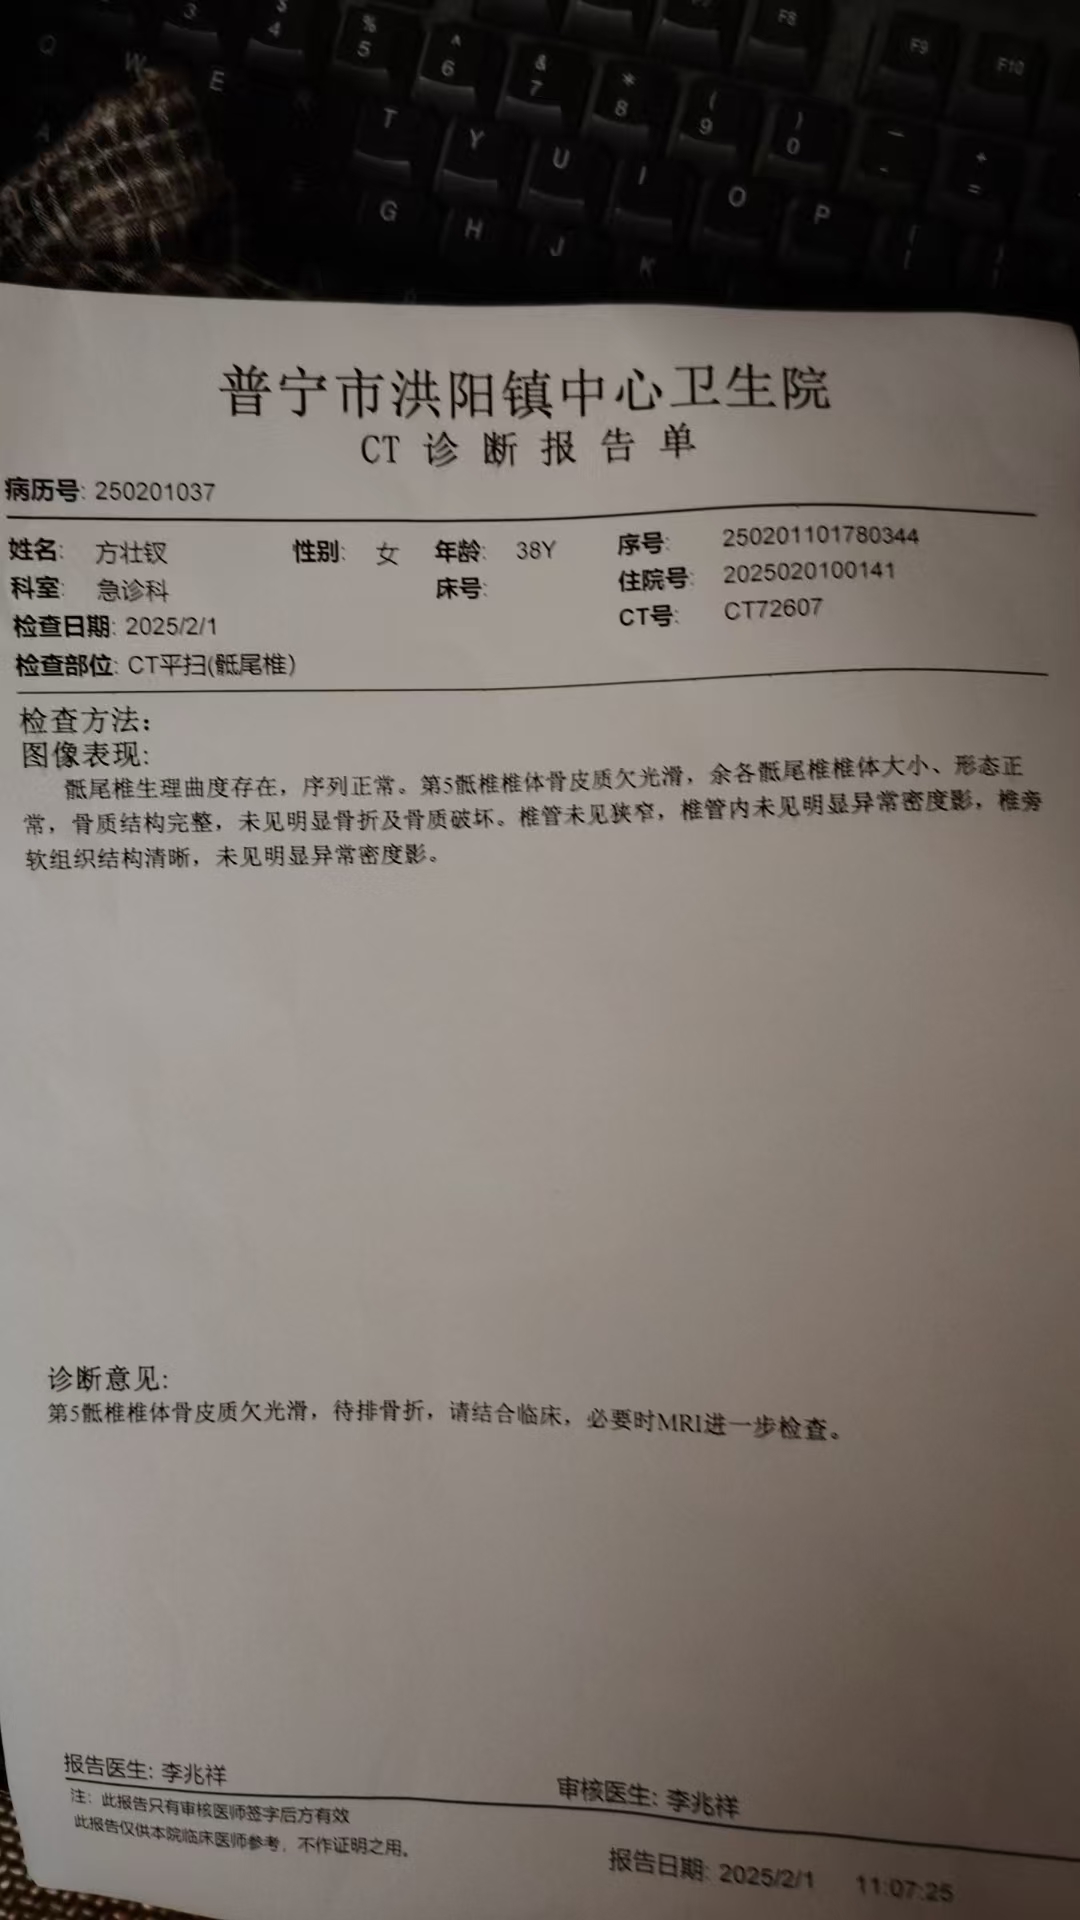 Q W E 3 $ 4 % 5 ^ 6 & 7 * 8 ( 9 ) 0 _ - + = F8 F9 F10
A T Y U I O P
G H J K
普宁市洪阳镇中心卫生院
CT 诊 断 报 告 单
病历号: 250201037
姓名: 方壮钗 性别: 女 年龄: 38Y 序号: 250201101780344
科室: 急诊科 床号: 住院号: 2025020100141
检查日期: 2025/2/1 CT号: CT72607
检查部位: CT平扫(骶尾椎)
检查方法:
图像表现:
骶尾椎生理曲度存在，序列正常。第5骶椎椎体骨皮质欠光滑，余各骶尾椎椎体大小、形态正
常，骨质结构完整，未见明显骨折及骨质破坏。椎管未见狭窄，椎管内未见明显异常密度影，椎旁
软组织结构清晰，未见明显异常密度影。
诊断意见:
第5骶椎椎体骨皮质欠光滑，待排骨折，请结合临床，必要时MRI进一步检查。
报告医生: 李兆祥 审核医生: 李兆祥
注：此报告只有审核医师签字后方有效
此报告仅供本院临床医师参考，不作证明之用。
报告日期: 2025/2/1 11:07:25